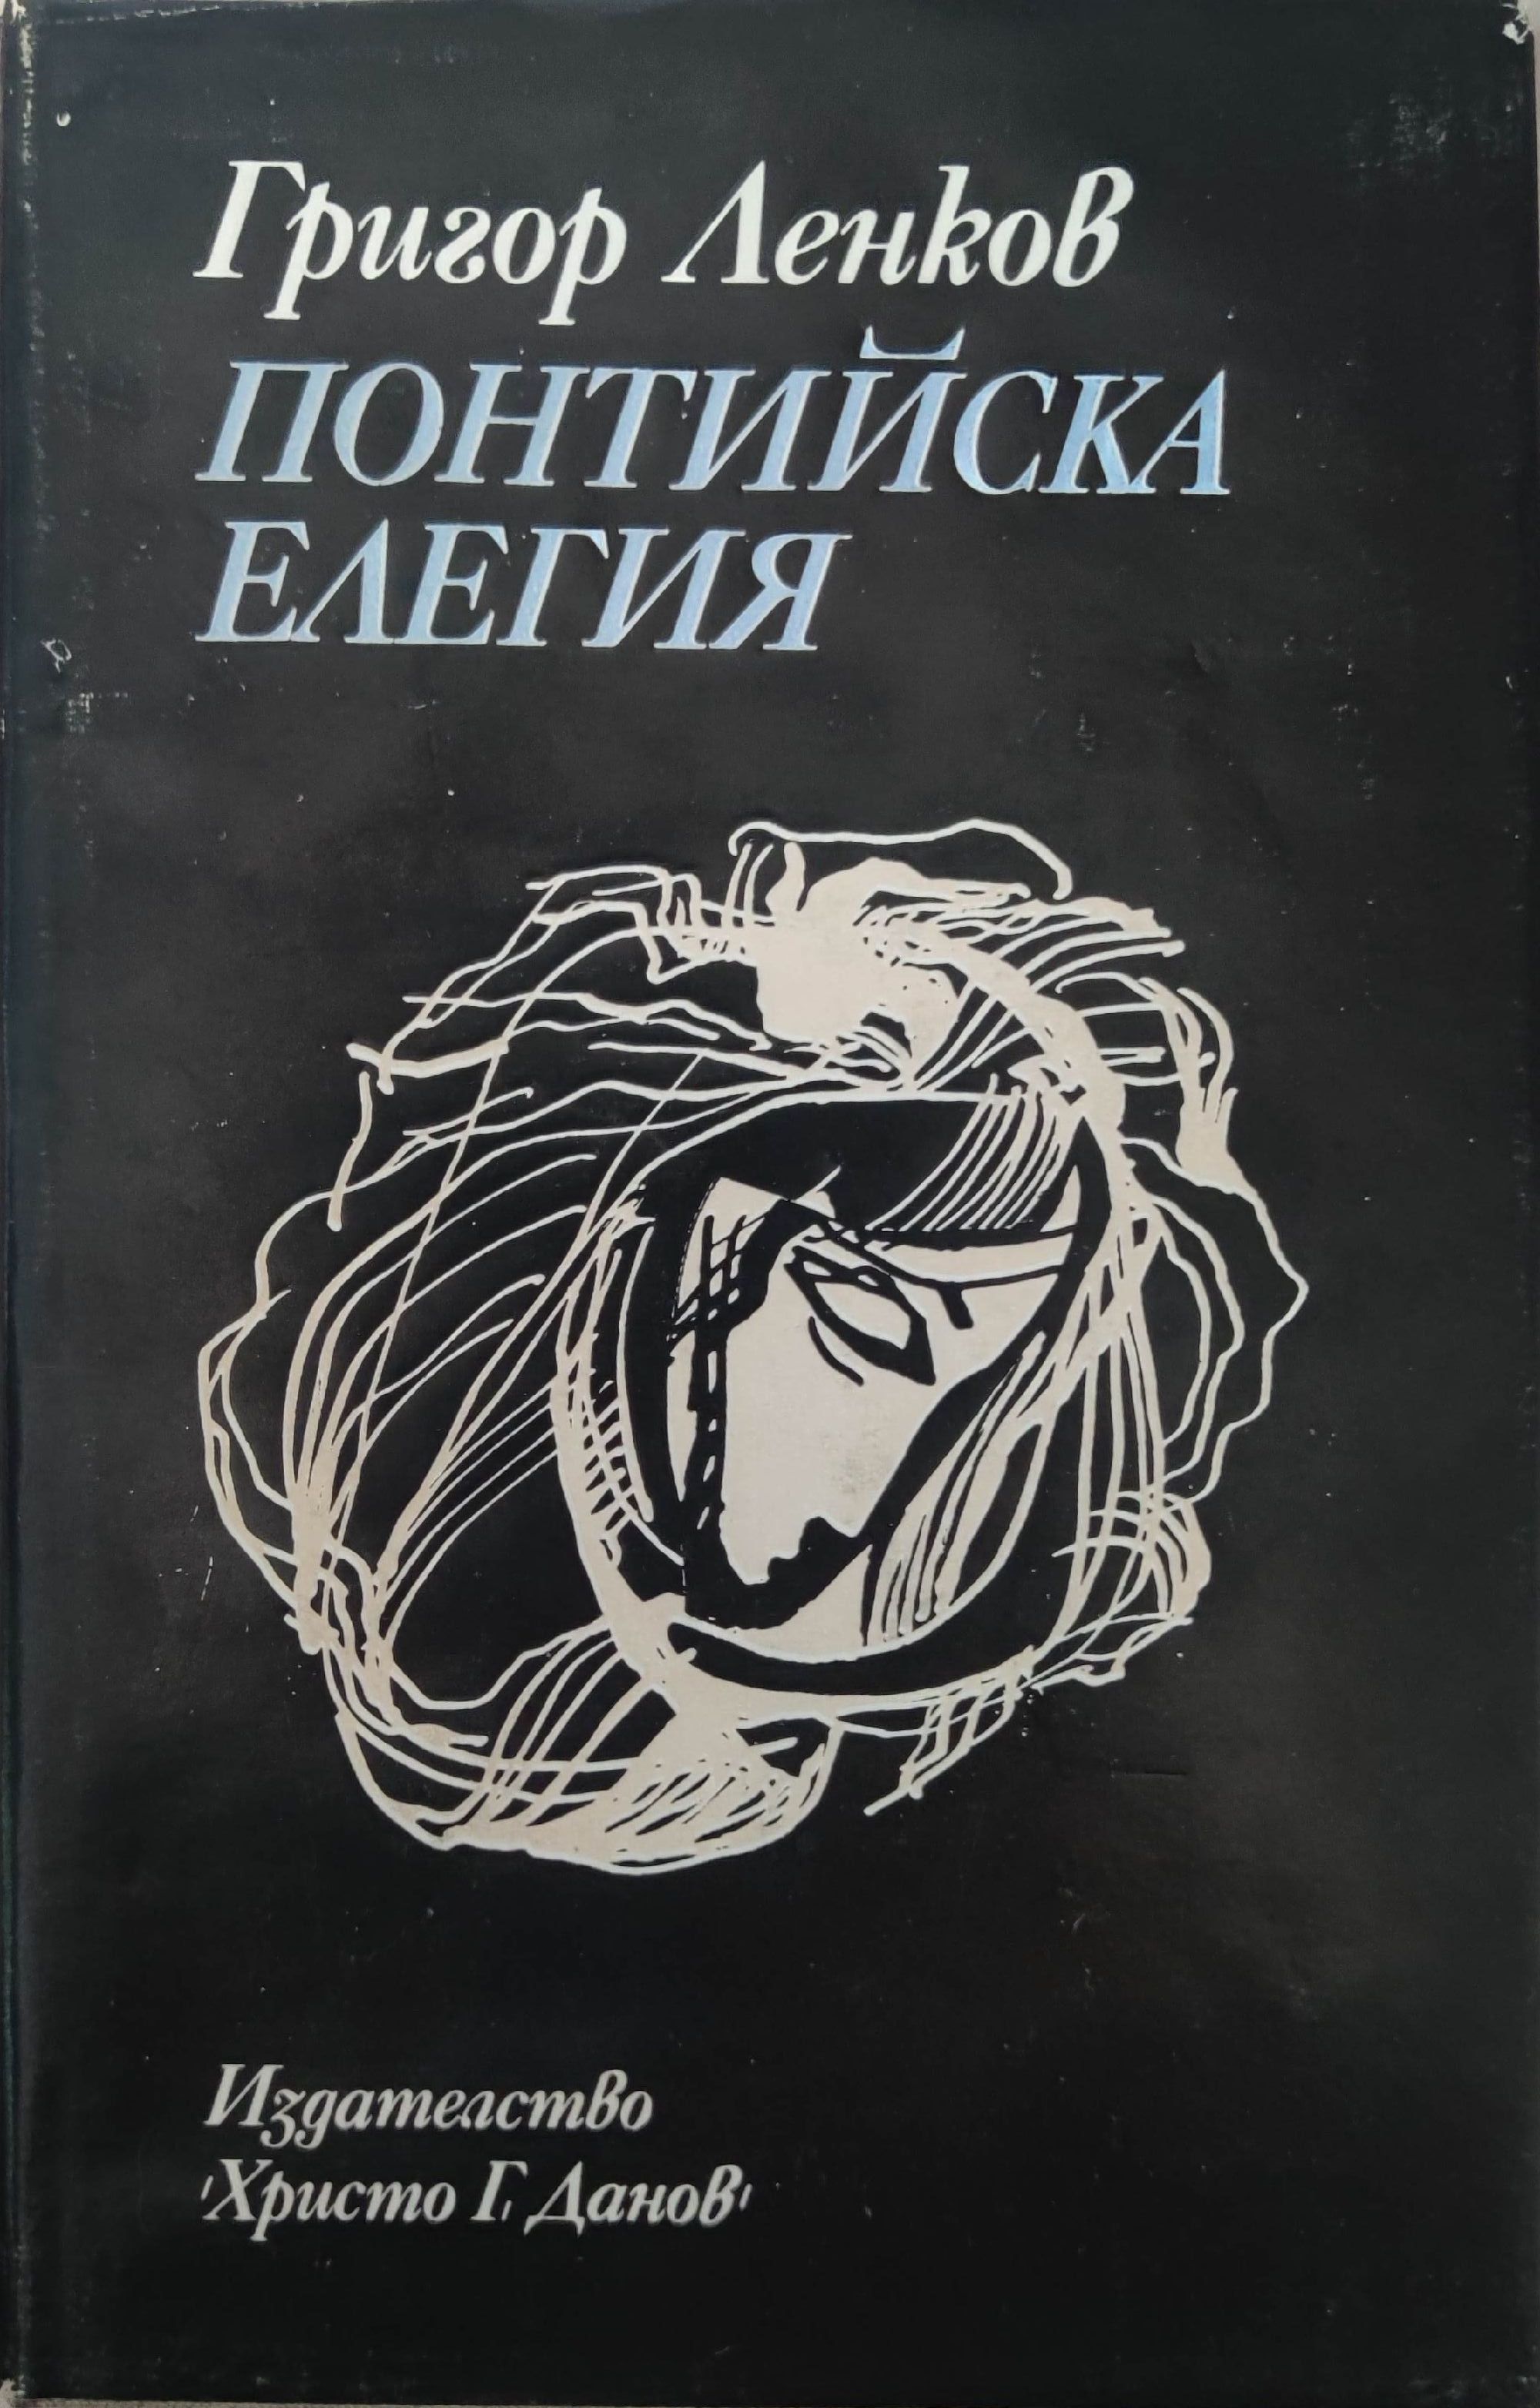 Григор Ленков
ПОНТИЙСКА
ЕЛЕГИЯ
Издателство
'Христо Г. Данов'